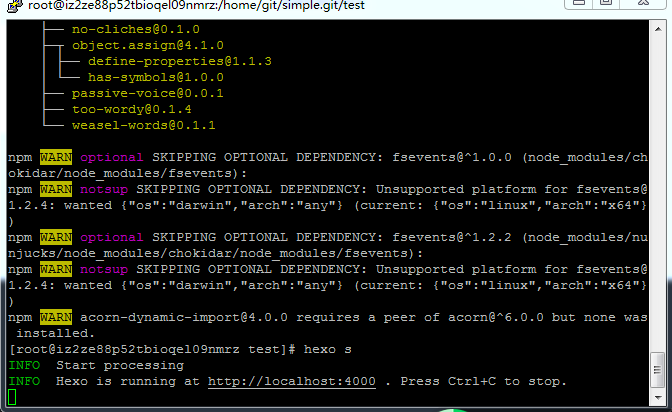 root@iz2ze88p52tbioqel09nmrz:/home/git/simple.git/test
├── no-cliches@0.1.0
├─┬ object.assign@4.1.0
│ ├── define-properties@1.1.3
│ └── has-symbols@1.0.0
├── passive-voice@0.0.1
├── too-wordy@0.1.4
└── weasel-words@0.1.1
npm WARN optional SKIPPING OPTIONAL DEPENDENCY: fsevents@^1.0.0 (node_modules/ch
okidar/node_modules/fsevents):
npm WARN notsup SKIPPING OPTIONAL DEPENDENCY: Unsupported platform for fsevents@
1.2.4: wanted {"os":"darwin","arch":"any"} (current: {"os":"linux","arch":"x64"}
)
npm WARN optional SKIPPING OPTIONAL DEPENDENCY: fsevents@^1.2.2 (node_modules/nu
njucks/node_modules/chokidar/node_modules/fsevents):
npm WARN notsup SKIPPING OPTIONAL DEPENDENCY: Unsupported platform for fsevents@
1.2.4: wanted {"os":"darwin","arch":"any"} (current: {"os":"linux","arch":"x64"}
)
npm WARN acorn-dynamic-import@4.0.0 requires a peer of acorn@^6.0.0 but none was
 installed.
[root@iz2ze88p52tbioqel09nmrz test]# hexo s
INFO  Start processing
INFO  Hexo is running at http://localhost:4000 . Press Ctrl+C to stop.